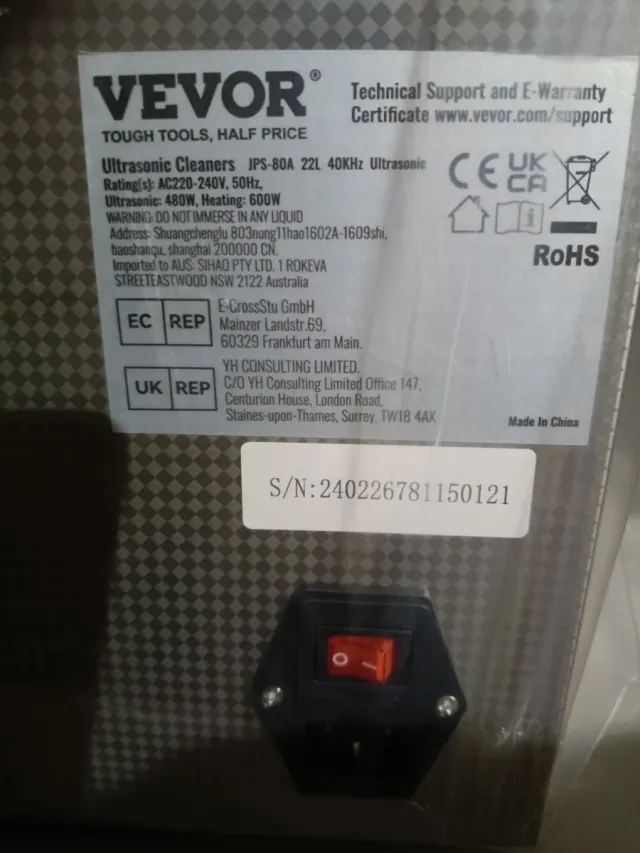 VEVOR®
TOUGH TOOLS, HALF PRICE
Technical Support and E-Warranty
Certificate www.vevor.com/support
Ultrasonic Cleaners JPS-80A 22L 40KHz Ultrasonic
Rating(s): AC220-240V, 50Hz,
Ultrasonic: 480W, Heating: 600W
WARNING: DO NOT IMMERSE IN ANY LIQUID
Address: Shuangchenglu 803nong11hao1602A-1609shi,
baoshanqu, shanghai 200000 CN.
Imported to AUS: SIHAO PTY LTD. 1 ROKEVA
STREETEASTWOOD NSW 2122 Australia
CE UK CA
RoHS
EC REP
E-CrossStu GmbH
Mainzer Landstr.69,
60329 Frankfurt am Main.
UK REP
YH CONSULTING LIMITED.
C/O YH Consulting Limited Office 147,
Centurion House, London Road,
Staines-upon-Thames, Surrey, TW18 4AX
Made In China
S/N:240226781150121